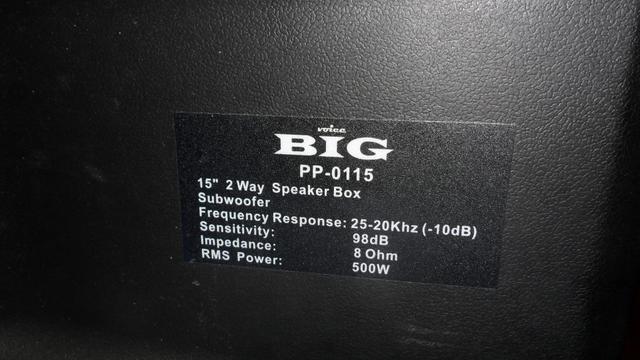 voice
BIG
PP-0115
15" 2 Way Speaker Box
Subwoofer
Frequency Response: 25-20Khz (-10dB)
Sensitivity: 98dB
Impedance: 8 Ohm
RMS Power: 500W